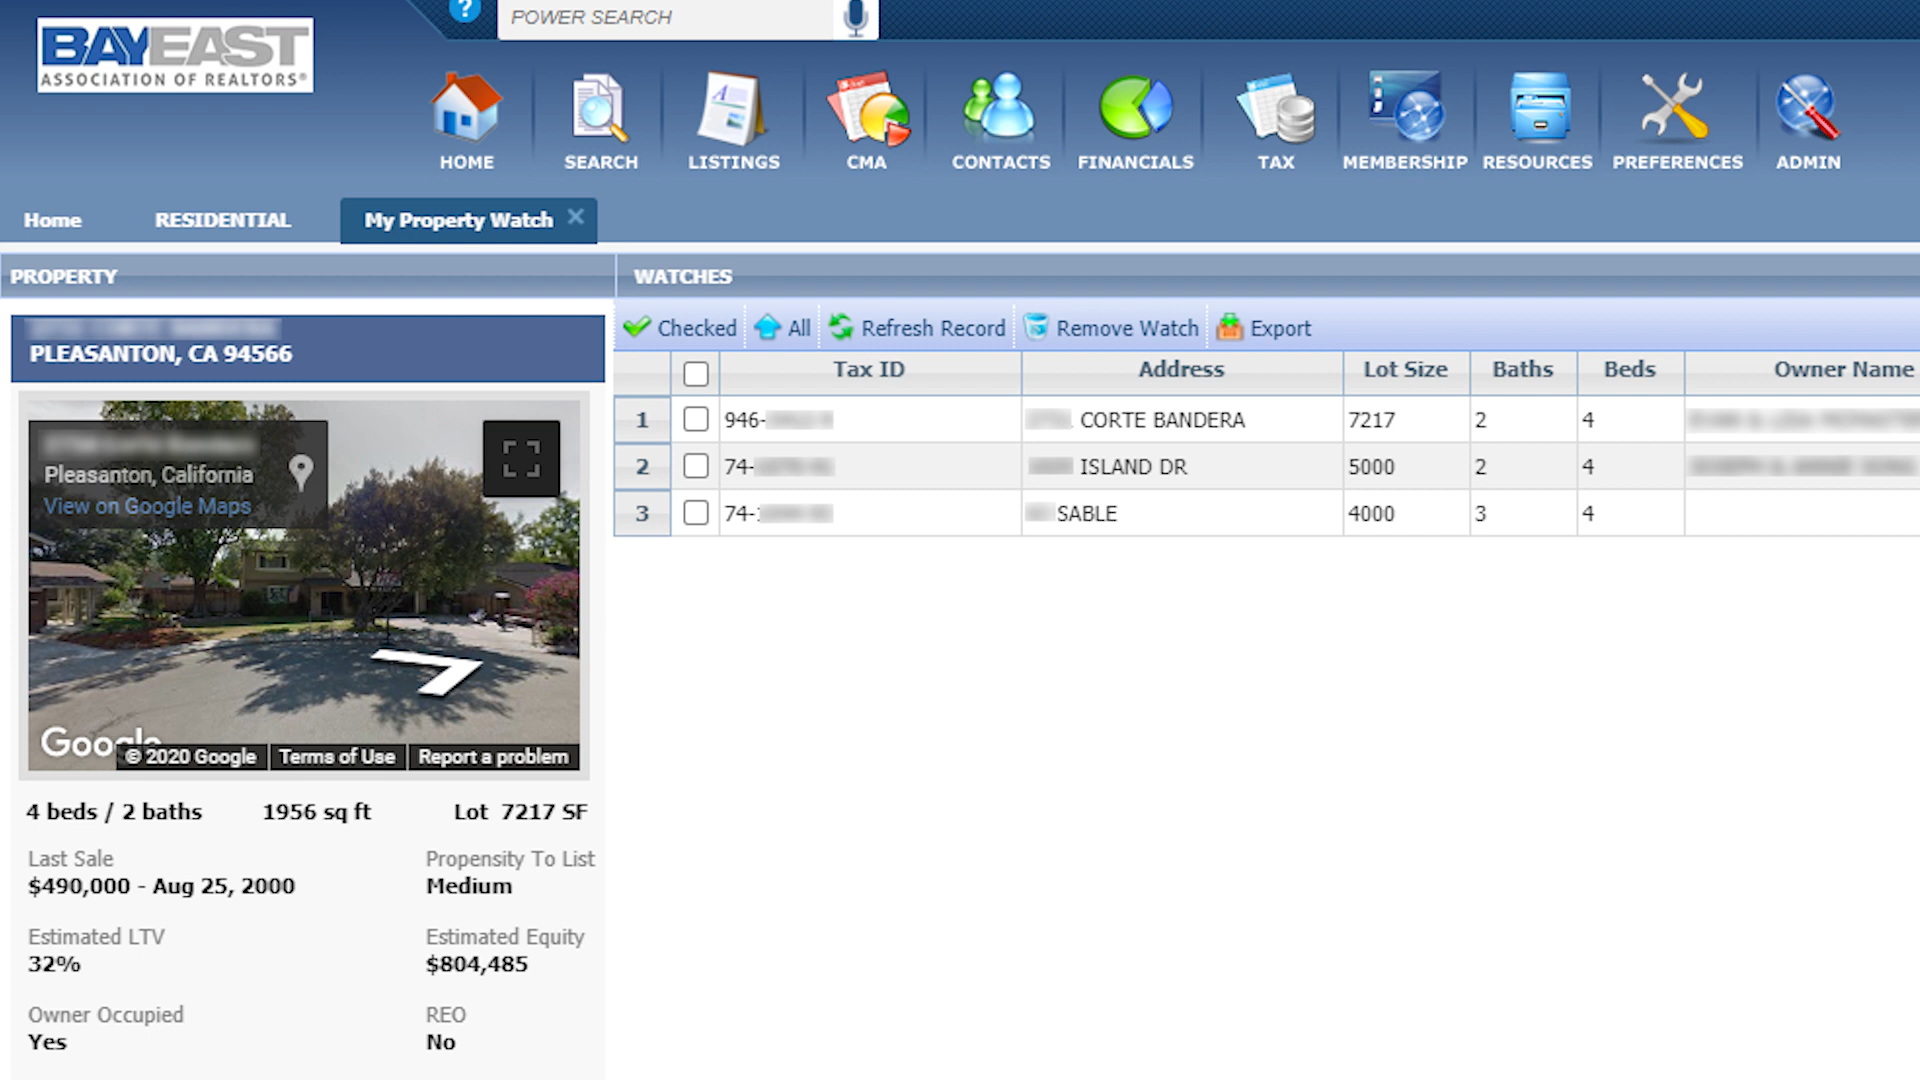 ?
POWER SEARCH
BAYEAST
ASSOCIATION OF REALTORS®
HOME
SEARCH
LISTINGS
CMA
CONTACTS
FINANCIALS
TAX
MEMBERSHIP
RESOURCES
PREFERENCES
ADMIN
Home
RESIDENTIAL
My Property Watch
PROPERTY
WATCHES
PLEASANTON, CA 94566
Pleasanton, California
View on Google Maps
Google
© 2020 Google
Terms of Use
Report a problem
4 beds / 2 baths 1956 sq ft Lot 7217 SF
Last Sale Propensity To List
$490,000 - Aug 25, 2000 Medium
Estimated LTV Estimated Equity
32% $804,485
Owner Occupied REO
Yes No
Checked All Refresh Record Remove Watch Export
Tax ID Address Lot Size Baths Beds Owner Name
1 946- CORTE BANDERA 7217 2 4
2 74- ISLAND DR 5000 2 4
3 74- SABLE 4000 3 4